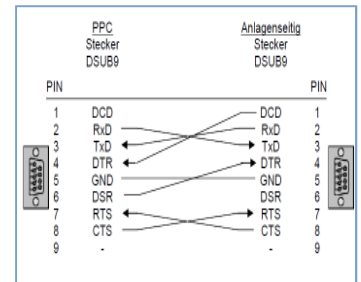 PPC Anlagenseitig
Stecker Stecker
DSUB9 DSUB9
PIN PIN
1 DCD DCD 1
2 RxD RxD 2
3 TxD TxD 3
4 DTR DTR 4
5 GND GND 5
6 DSR DSR 6
7 RTS RTS 7
8 CTS CTS 8
9 - - 9